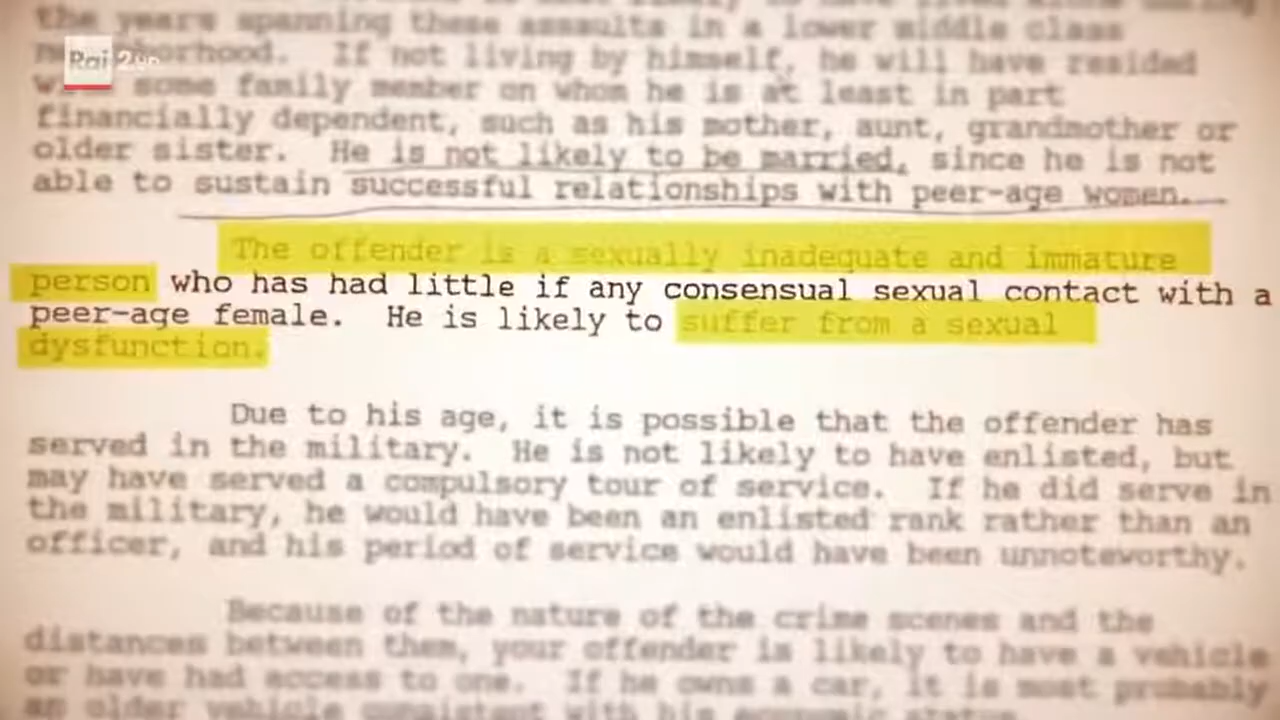 the years spanning these assaults in a lower middle class
neighborhood. If not living by himself, he will have resided
with some family member on whom he is at least in part
financially dependent, such as his mother, aunt, grandmother or
older sister. He is not likely to be married, since he is not
able to sustain successful relationships with peer-age women.
The offender is a sexually inadequate and immature
person who has had little if any consensual sexual contact with a
peer-age female. He is likely to suffer from a sexual
dysfunction.
Due to his age, it is possible that the offender has
served in the military. He is not likely to have enlisted, but
may have served a compulsory tour of service. If he did serve in
the military, he would have been an enlisted rank rather than an
officer, and his period of service would have been unnoteworthy.
Because of the nature of the crime scenes and the
distances between them, your offender is likely to have a vehicle
or have had access to one. If he owns a car, it is most probably
an older vehicle consistent with his economic status.
Rai 2 HD